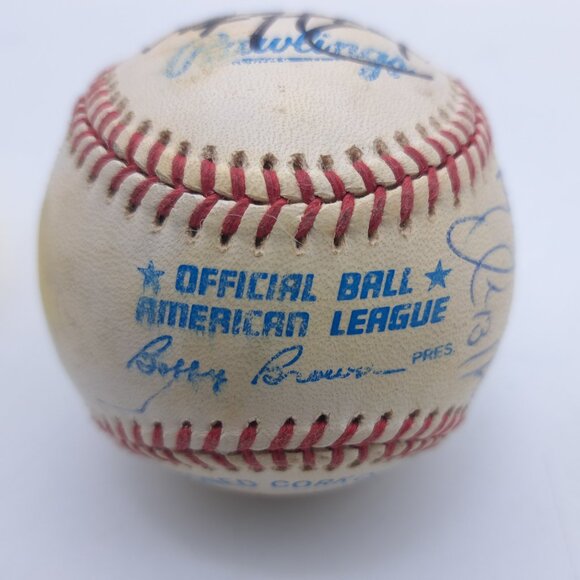 Rawlings
★ OFFICIAL BALL ★
AMERICAN LEAGUE
Bobby Brown PRES.